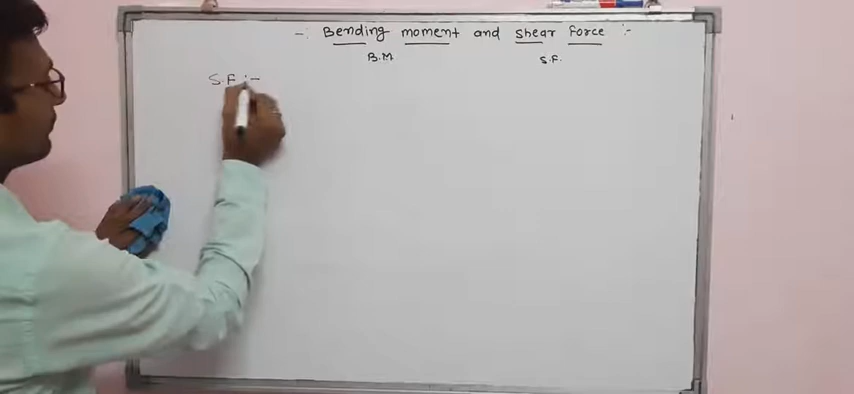 -: Bending moment and shear Force :-
B.M S.F.
S.F :-